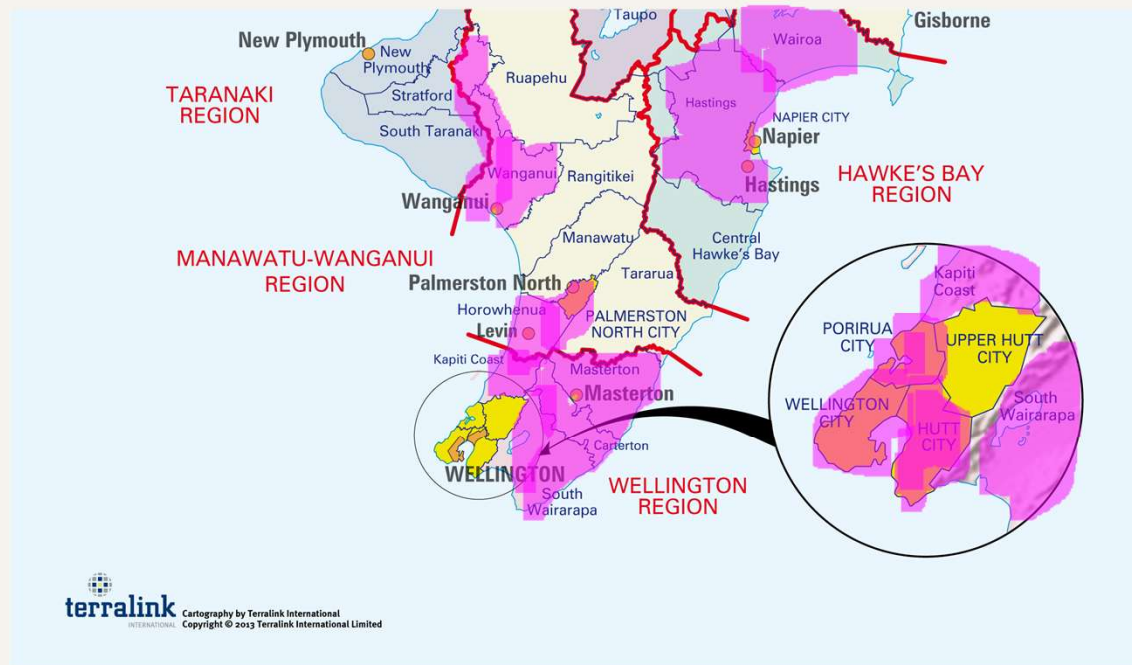 Taupo
Gisborne
Wairoa
New Plymouth
New
Plymouth
Ruapehu
TARANAKI
REGION
Stratford
Hastings
South Taranaki
NAPIER CITY
Napier
Wanganui
Rangitikei
Hastings
HAWKE'S BAY
REGION
Wanganui
Manawatu
Central
Hawke's Bay
MANAWATU-WANGANUI
REGION
Tararua
Palmerston North
Horowhenua
PALMERSTON
NORTH CITY
Levin
Kapiti Coast
Masterton
Masterton
Carterton
WELLINGTON
South
Wairarapa
WELLINGTON
REGION
Kapiti
Coast
PORIRUA
CITY
UPPER HUTT
CITY
WELLINGTON
CITY
South
Wairarapa
HUTT
CITY
terralink
INTERNATIONAL
Cartography by Terralink International
Copyright © 2013 Terralink International Limited